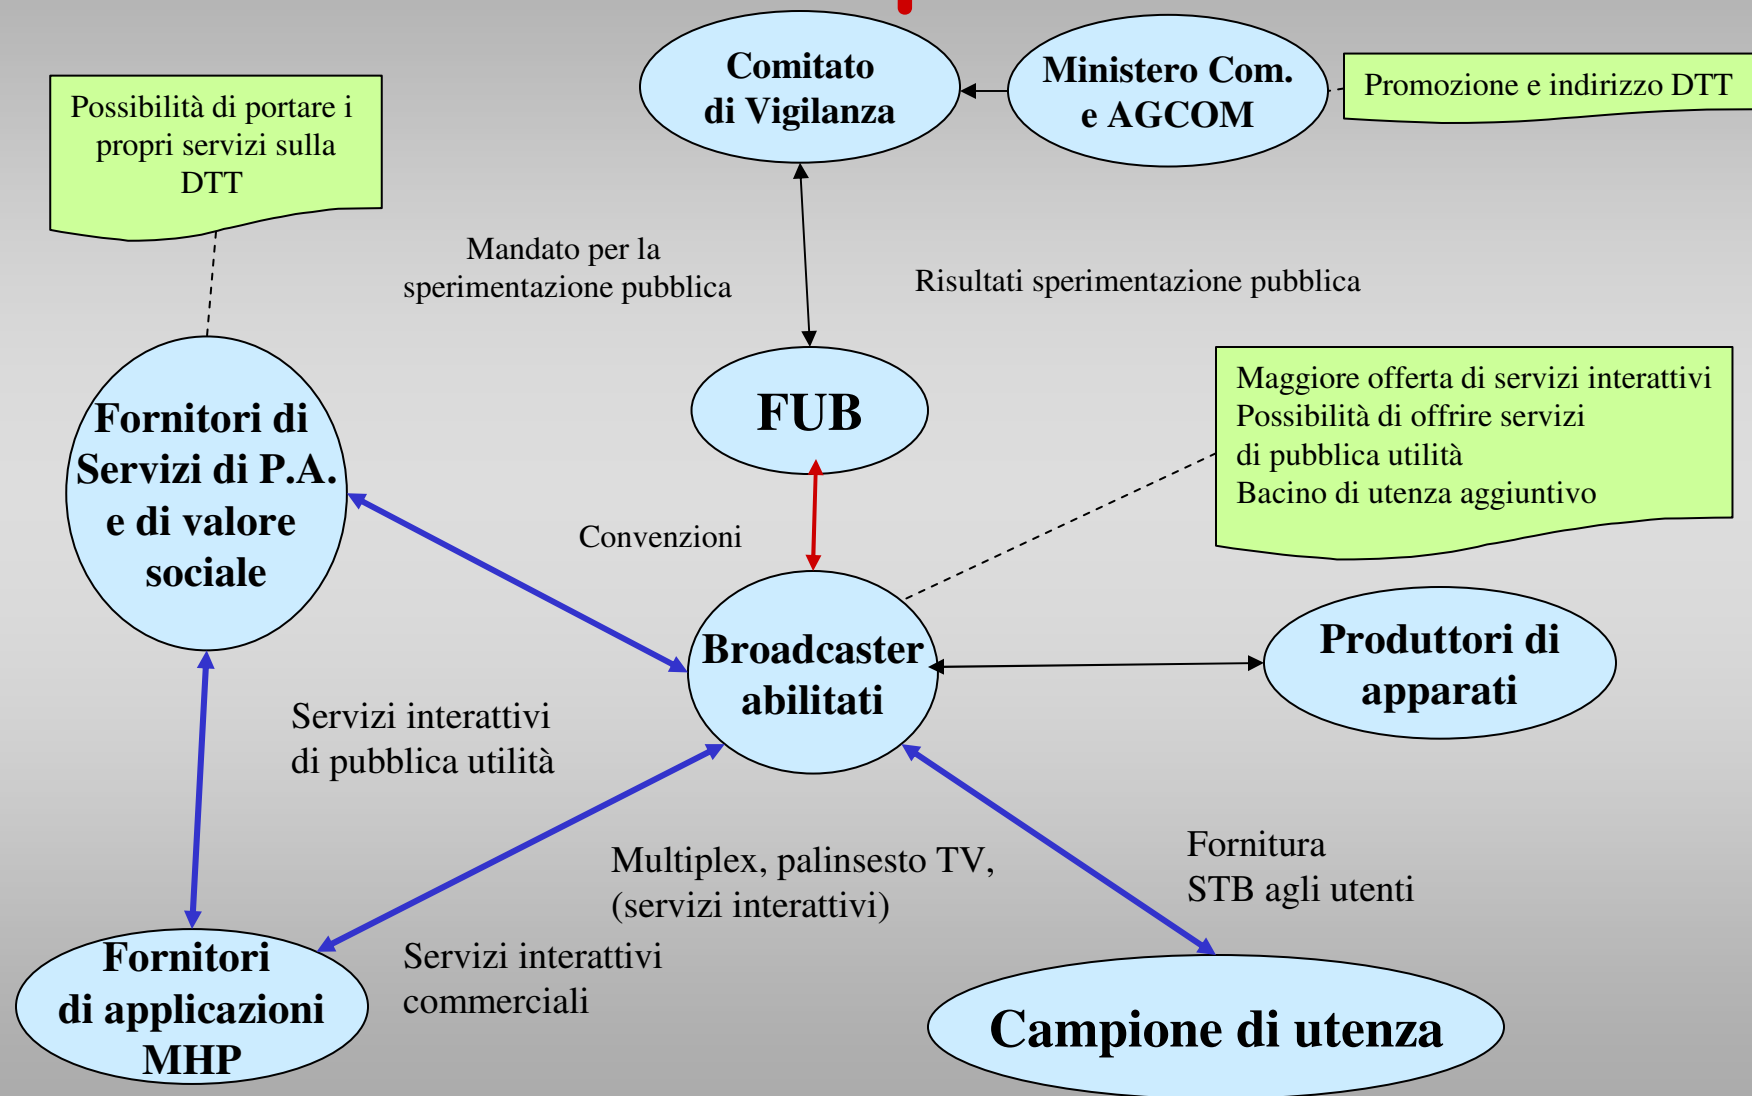 Comitato
di Vigilanza
Ministero Com.
e AGCOM
Promozione e indirizzo DTT
Possibilità di portare i
propri servizi sulla
DTT
Mandato per la
sperimentazione pubblica
Risultati sperimentazione pubblica
FUB
Maggiore offerta di servizi interattivi
Possibilità di offrire servizi
di pubblica utilità
Bacino di utenza aggiuntivo
Fornitori di
Servizi di P.A.
e di valore
sociale
Convenzioni
Broadcaster
abilitati
Produttori di
apparati
Servizi interattivi
di pubblica utilità
Multiplex, palinsesto TV,
(servizi interattivi)
Fornitura
STB agli utenti
Servizi interattivi
commerciali
Fornitori
di applicazioni
MHP
Campione di utenza